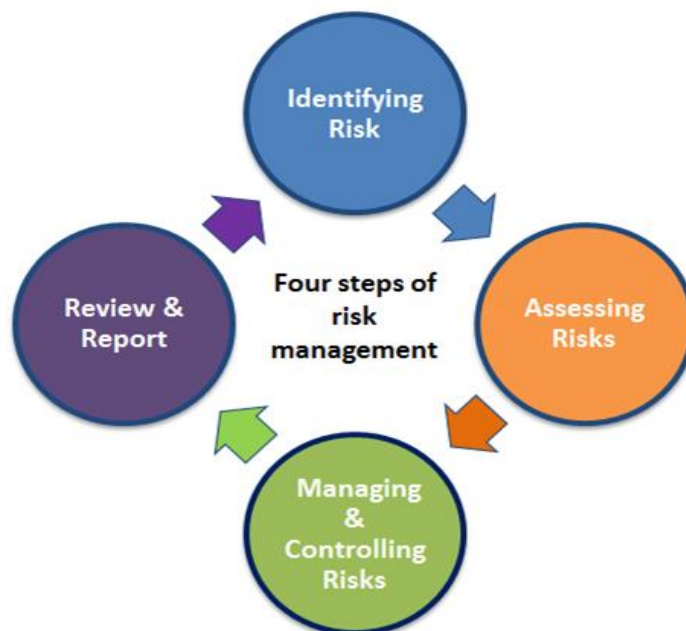 Identifying
Risk
Assessing
Risks
Managing
&
Controlling
Risks
Review &
Report
Four steps of
risk
management